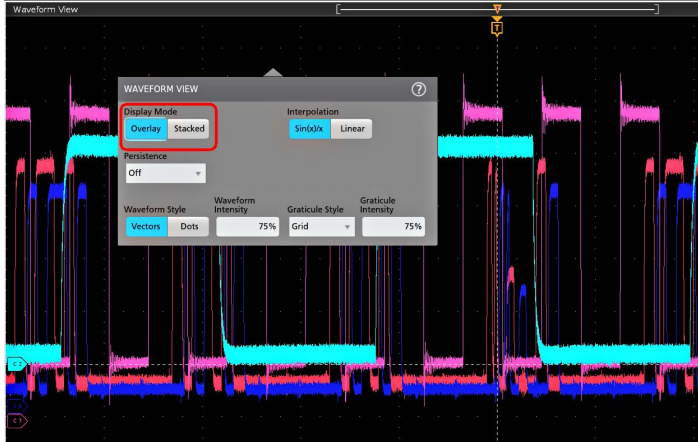 Waveform View
T
T
WAVEFORM VIEW
?
Display Mode
Interpolation
Overlay
Stacked
Sin(x)/x
Linear
Persistence
Off
Waveform Style
Waveform
Intensity
Graticule Style
Graticule
Intensity
Vectors
Dots
75%
Grid
75%
C 7